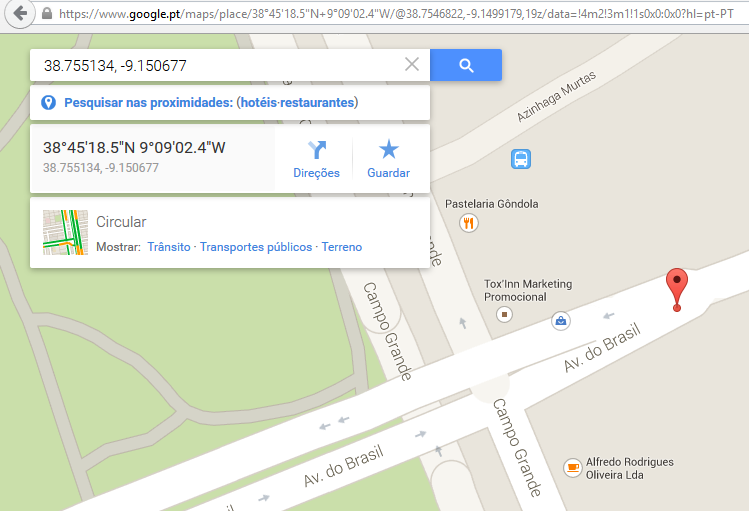 https://www.google.pt/maps/place/38°45'18.5"N+9°09'02.4"W/@38.7546822,-9.1499179,19z/data=!4m2!3m1!1s0x0:0x0?hl=pt-PT
38.755134, -9.150677
Pesquisar nas proximidades: (hotéis·restaurantes)
38°45'18.5"N 9°09'02.4"W
38.755134, -9.150677
Direções
Guardar
Circular
Mostrar: Trânsito · Transportes públicos · Terreno
Azinhaga Murtas
Pastelaria Gôndola
Tox'Inn Marketing
Promocional
Campo Grande
Av. do Brasil
Campo Grande
Av. do Brasil
Alfredo Rodrigues
Oliveira Lda